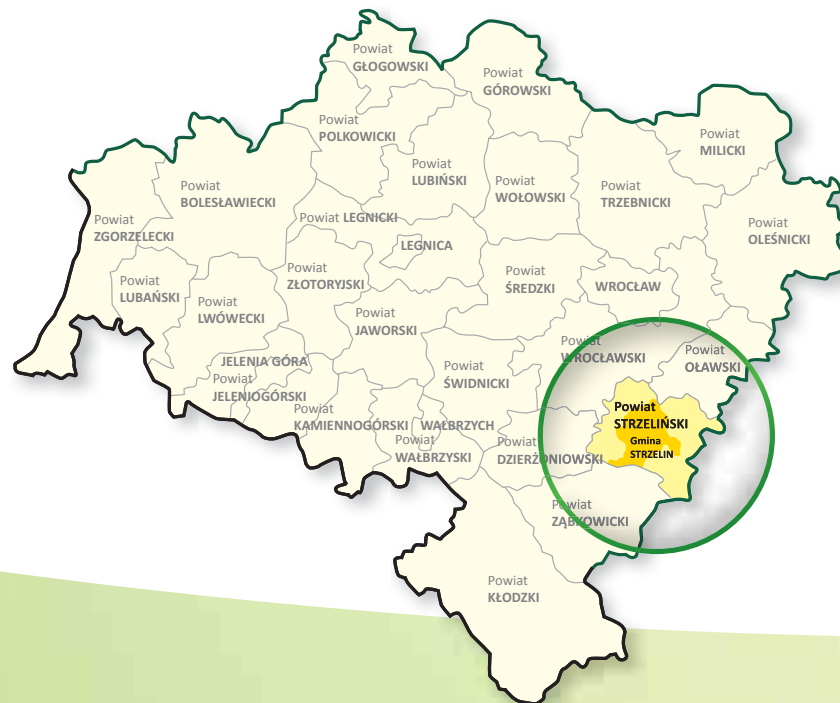 Powiat
GŁOGOWSKI
Powiat
GÓROWSKI
Powiat
POLKOWICKI
Powiat
MILICKI
Powiat
LUBIŃSKI
Powiat
WOŁOWSKI
Powiat
TRZEBNICKI
Powiat
BOLESŁAWIECKI
Powiat LEGNICKI
Powiat
ZGORZELECKI
Powiat
OLEŚNICKI
LEGNICA
Powiat
ZŁOTORYJSKI
Powiat
ŚREDZKI
WROCŁAW
Powiat
LUBAŃSKI
Powiat
LWÓWECKI
Powiat
JAWORSKI
Powiat
WROCŁAWSKI
Powiat
OŁAWSKI
JELENIA GÓRA
Powiat
JELENIOGÓRSKI
Powiat
ŚWIDNICKI
Powiat
KAMIENNOGÓRSKI
WAŁBRZYCH
Powiat
WAŁBRZYSKI
Powiat
DZIERŻONIOWSKI
Powiat
STRZELIŃSKI
Gmina
STRZELIN
Powiat
ZĄBKOWICKI
Powiat
KŁODZKI